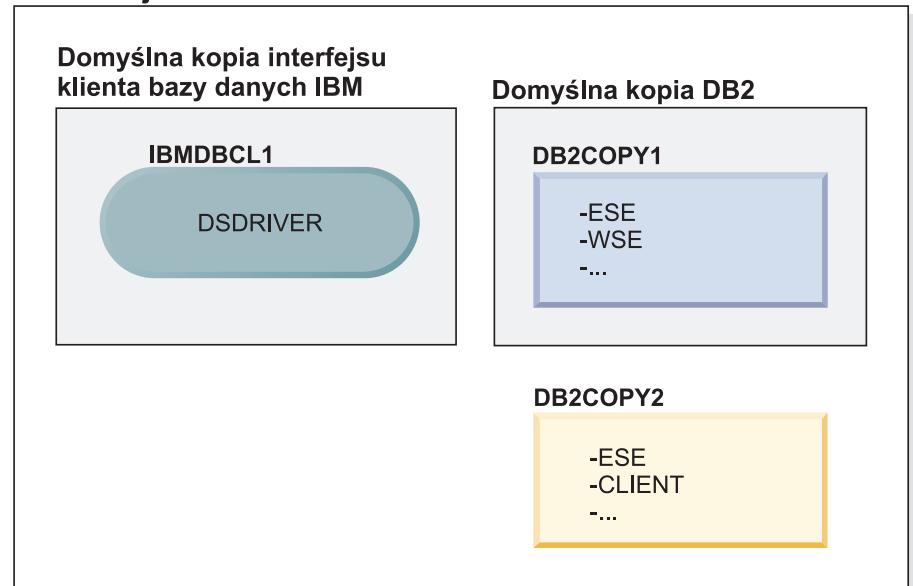 Domyślna kopia interfejsu
klienta bazy danych IBM
IBMDBCL1
DSDRIVER
Domyślna kopia DB2
DB2COPY1
-ESE
-WSE
-...
DB2COPY2
-ESE
-CLIENT
-...